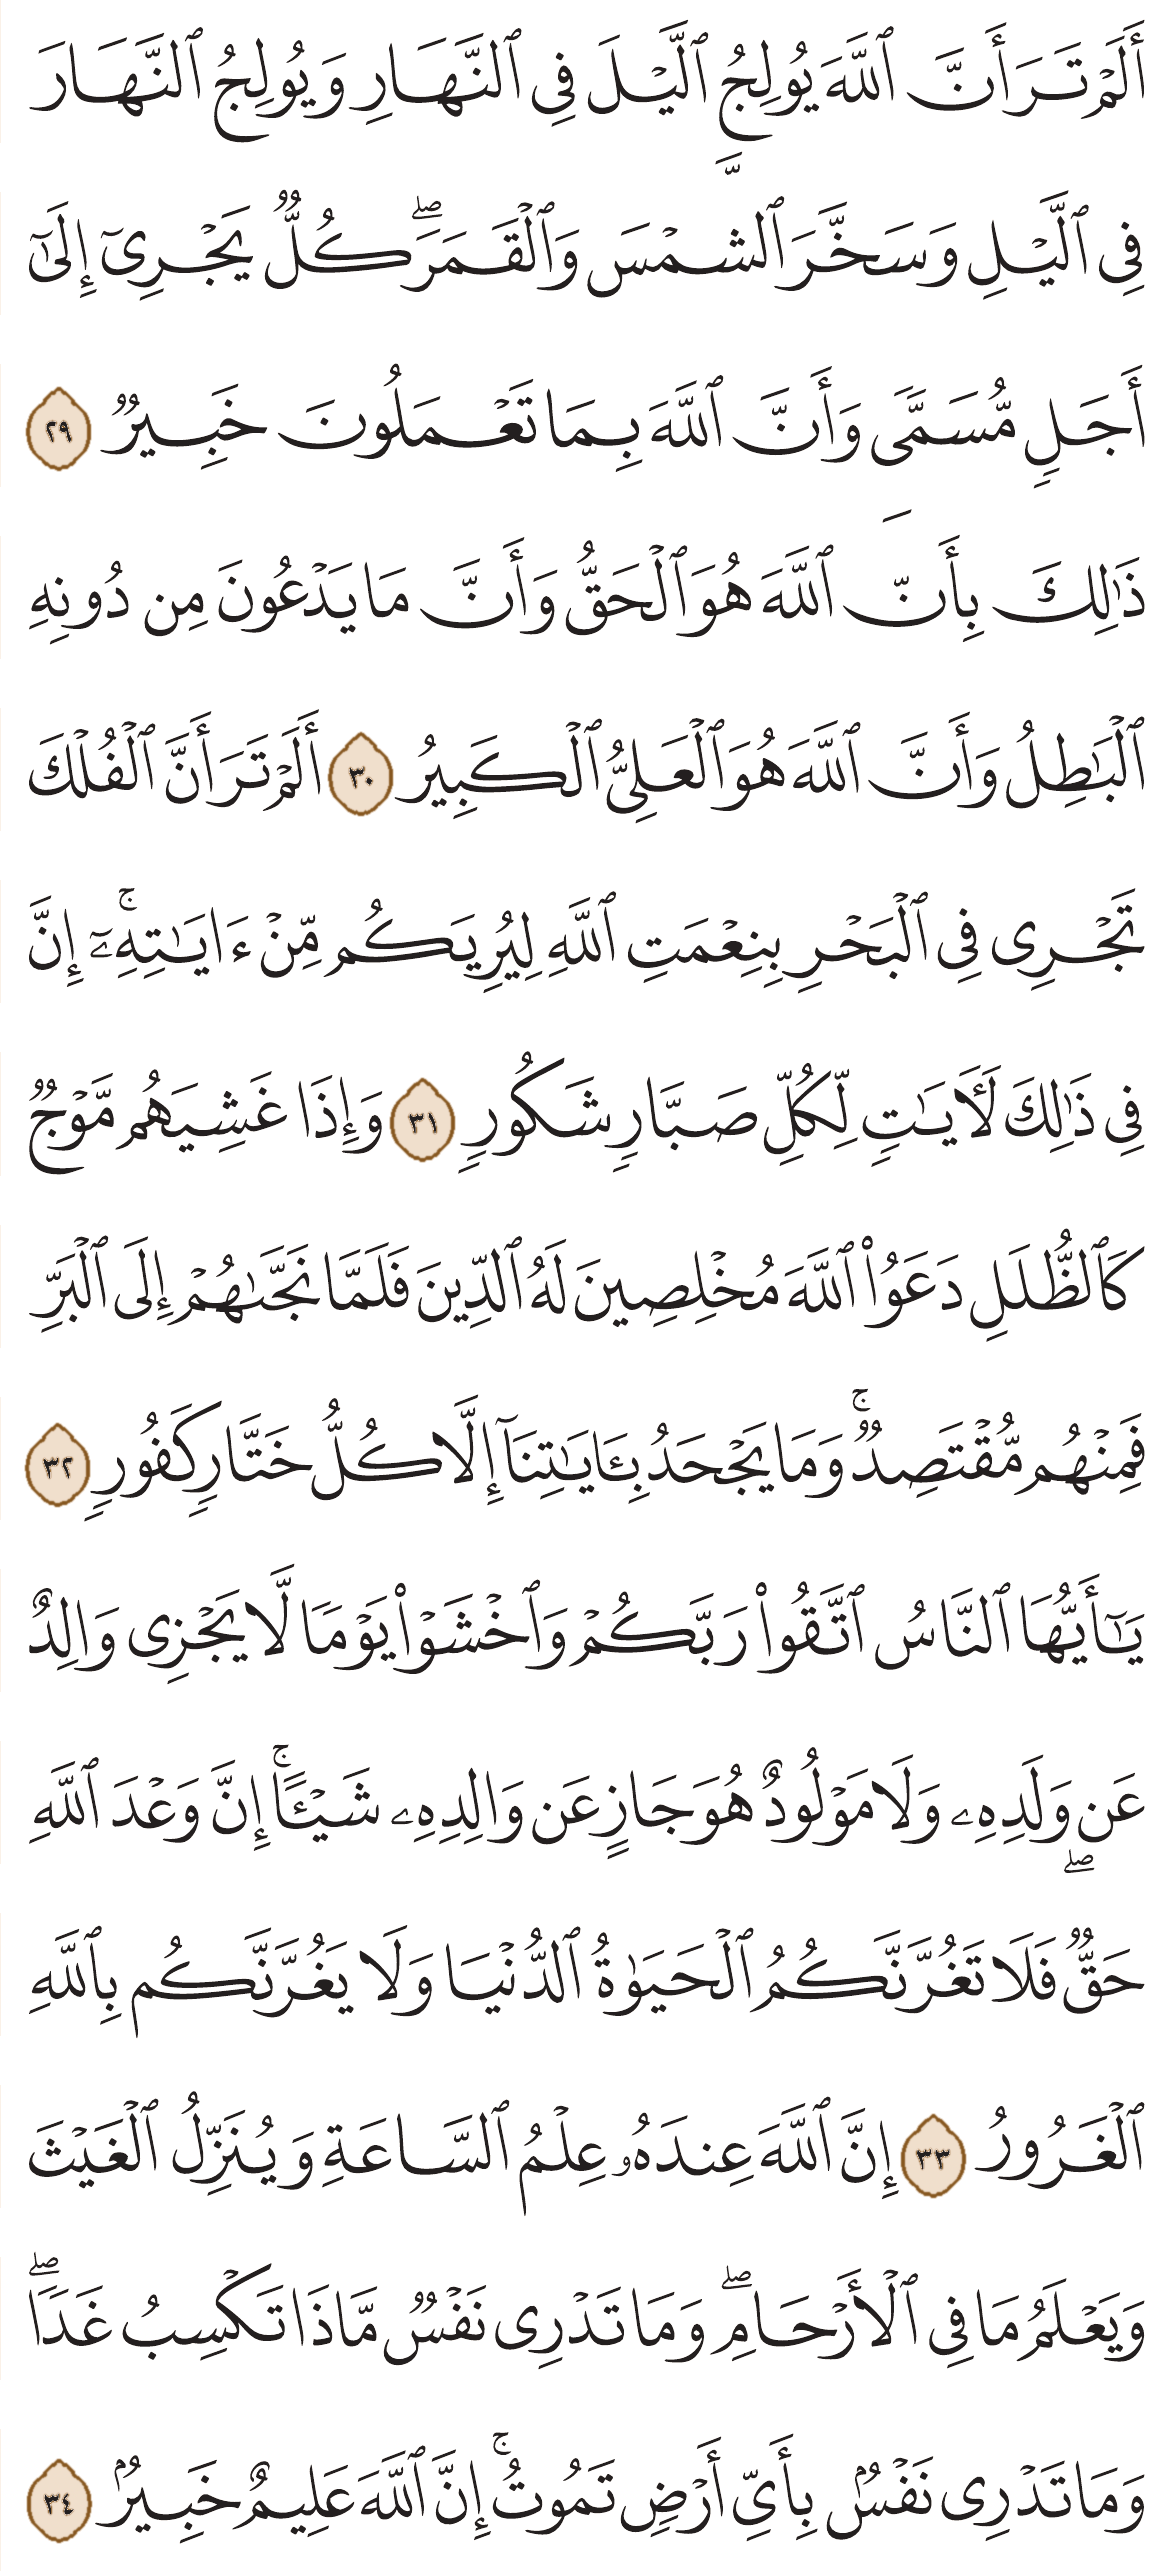 أَلَمْ تَرَ أَنَّ ٱللَّهَ يُولِجُ ٱلَّيْلَ فِى ٱلنَّهَارِ وَيُولِجُ ٱلنَّهَارَ
فِى ٱلَّيْلِ وَسَخَّرَ ٱلشَّمْسَ وَٱلْقَمَرَۖ كُلٌّ يَجْرِىٓ إِلَىٰٓ
أَجَلٍ مُّسَمًّى وَأَنَّ ٱللَّهَ بِمَا تَعْمَلُونَ خَبِيرٌ ٢٩
ذَٰلِكَ بِأَنَّ ٱللَّهَ هُوَ ٱلْحَقُّ وَأَنَّ مَا يَدْعُونَ مِن دُونِهِ
ٱلْبَٰطِلُ وَأَنَّ ٱللَّهَ هُوَ ٱلْعَلِىُّ ٱلْكَبِيرُ ٣٠ أَلَمْ تَرَ أَنَّ ٱلْفُلْكَ
تَجْرِى فِى ٱلْبَحْرِ بِنِعْمَتِ ٱللَّهِ لِيُرِيَكُم مِّنْ ءَايَٰتِهِۦٓۚ إِنَّ
فِى ذَٰلِكَ لَأَيَٰتٍ لِّكُلِّ صَبَّارٍ شَكُورٍ ٣١ وَإِذَا غَشِيَهُم مَّوْجٌ
كَٱلظُّلَلِ دَعَوُا۟ ٱللَّهَ مُخْلِصِينَ لَهُ ٱلدِّينَ فَلَمَّا نَجَّىٰهُمْ إِلَى ٱلْبَرِّ
فَمِنْهُم مُّقْتَصِدٌۚ وَمَا يَجْحَدُ بِـَٔايَٰتِنَآ إِلَّا كُلُّ خَتَّارٍ كَفُورٍ ٣٢
يَٰٓأَيُّهَا ٱلنَّاسُ ٱتَّقُوا۟ رَبَّكُمْ وَٱخْشَوْا۟ يَوْمًا لَّا يَجْزِى وَالِدٌ
عَن وَلَدِهِۦ وَلَا مَوْلُودٌ هُوَ جَازٍ عَن وَالِدِهِۦ شَيْـًٔاۚ إِنَّ وَعْدَ ٱللَّهِ
حَقٌّۖ فَلَا تَغُرَّنَّكُمُ ٱلْحَيَوٰةُ ٱلدُّنْيَا وَلَا يَغُرَّنَّكُم بِٱللَّهِ
ٱلْغَرُورُ ٣٣ إِنَّ ٱللَّهَ عِندَهُۥ عِلْمُ ٱلسَّاعَةِ وَيُنَزِّلُ ٱلْغَيْثَ
وَيَعْلَمُ مَا فِى ٱلْأَرْحَامِۖ وَمَا تَدْرِى نَفْسٌ مَّاذَا تَكْسِبُ غَدًاۖ
وَمَا تَدْرِى نَفْسٌۢ بِأَىِّ أَرْضٍ تَمُوتُۚ إِنَّ ٱللَّهَ عَلِيمٌ خَبِيرٌۢ ٣٤